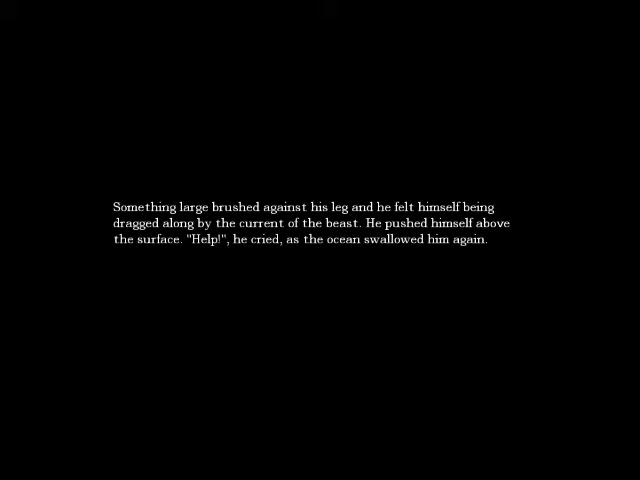 Something large brushed against his leg and he felt himself being
dragged along by the current of the beast. He pushed himself above
the surface. "Help!", he cried, as the ocean swallowed him again.